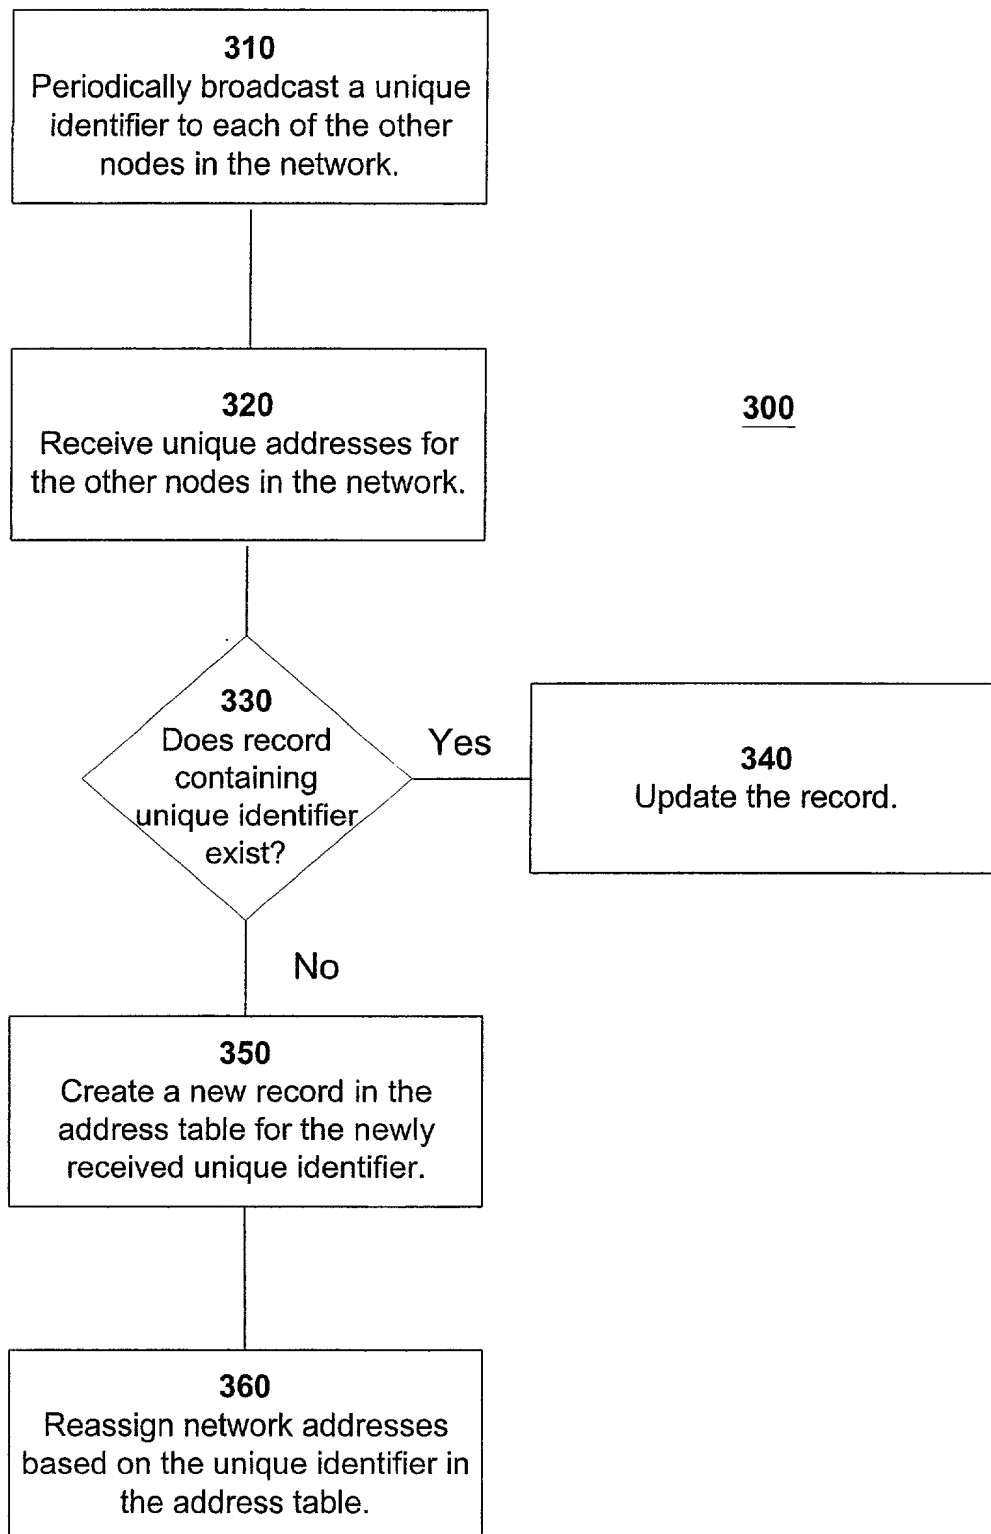 310
Periodically broadcast a unique
identifier to each of the other
nodes in the network.
320
Receive unique addresses for
the other nodes in the network.
300
330
Does record
containing
unique identifier
exist?
Yes
340
Update the record.
No
350
Create a new record in the
address table for the newly
received unique identifier.
360
Reassign network addresses
based on the unique identifier in
the address table.